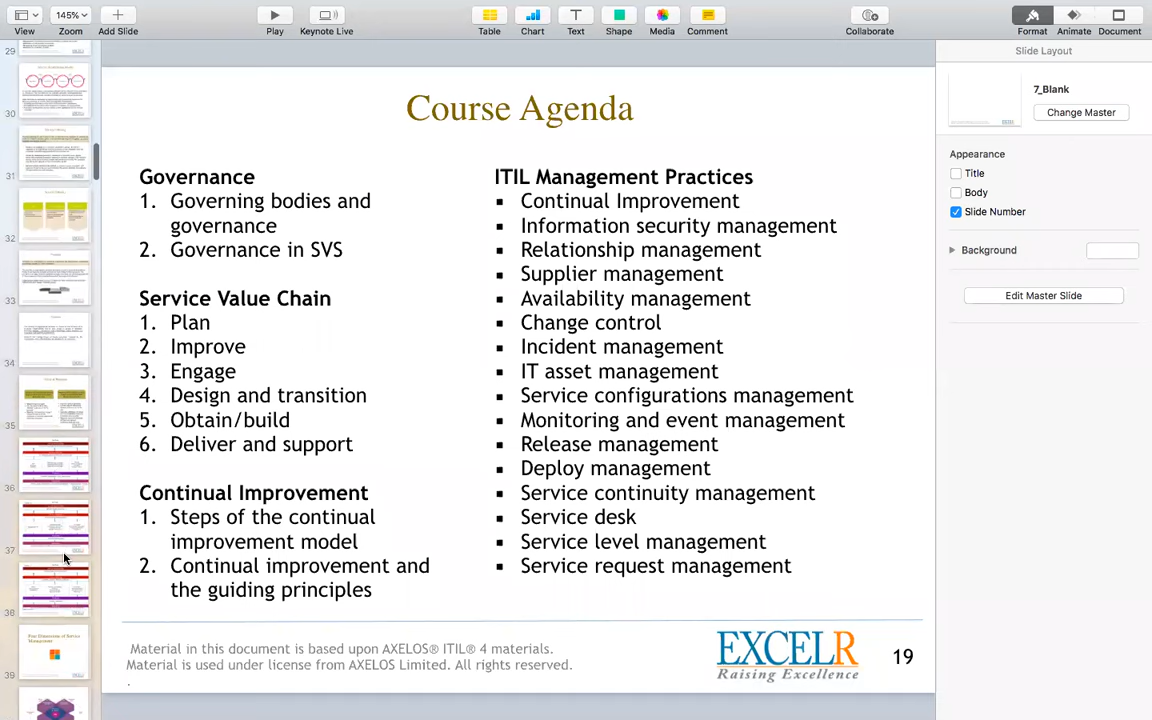 145%
View
Zoom
Add Slide
Play
Keynote Live
Table
Chart
Text
Shape
Media
Comment
Collaborate
Format
Animate
Document
29
30
31
32
33
34
35
36
37
38
39
Course Agenda
Governance
1. Governing bodies and
governance
2. Governance in SVS
Service Value Chain
1. Plan
2. Improve
3. Engage
4. Design and transition
5. Obtain/build
6. Deliver and support
Continual Improvement
1. Steps of the continual
improvement model
2. Continual improvement and
the guiding principles
ITIL Management Practices
▪ Continual Improvement
▪ Information security management
▪ Relationship management
▪ Supplier management
▪ Availability management
▪ Change control
▪ Incident management
▪ IT asset management
▪ Service configurations management
▪ Monitoring and event management
▪ Release management
▪ Deploy management
▪ Service continuity management
▪ Service desk
▪ Service level management
▪ Service request management
Material in this document is based upon AXELOS® ITIL® 4 materials.
Material is used under license from AXELOS Limited. All rights reserved.
.
EXCELR
Raising Excellence
19
Slide Layout
7_Blank
Change Master
Appearance
Title
Body
Slide Number
Background
Edit Master Slide